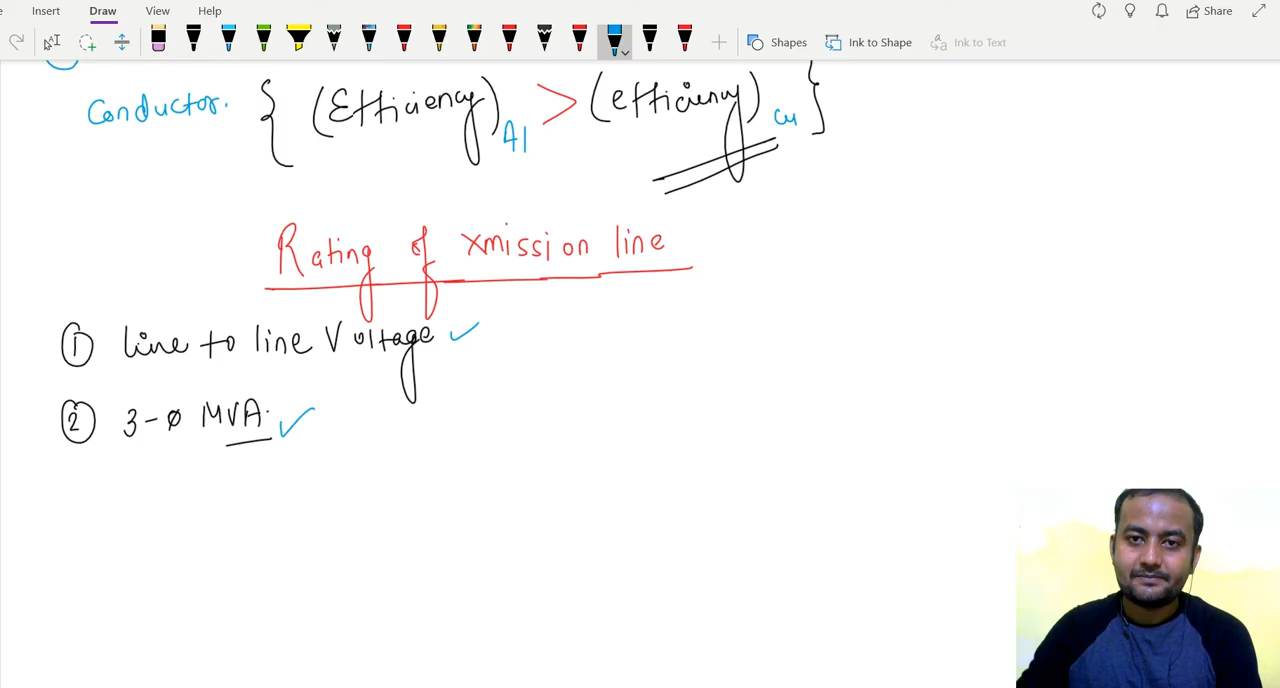 Insert Draw View Help Share
Shapes Ink to Shape Ink to Text
Conductor. { (Efficiency)Al > (efficiency)cu }
Rating of xmission line
① line to line Voltage ✓
② 3-ø MVA. ✓